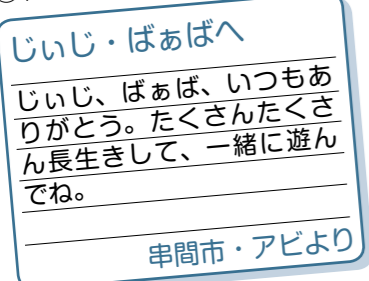 じぃじ・ばぁばへ
じぃじ、ばぁば、いつもあ
りがとう。たくさんたくさ
ん長生きして、一緒に遊ん
でね。
串間市・アビより